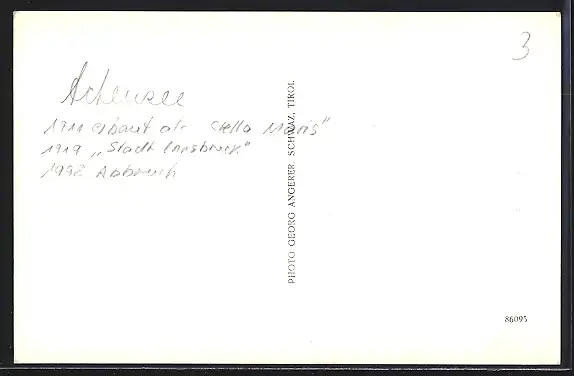 3
Achensee
1911 erbaut als "Stella Maris"
1919 „Stadt Innsbruck"
1992 Abbruch
PHOTO GEORG ANGERER SCHWAZ, TIROL
86095